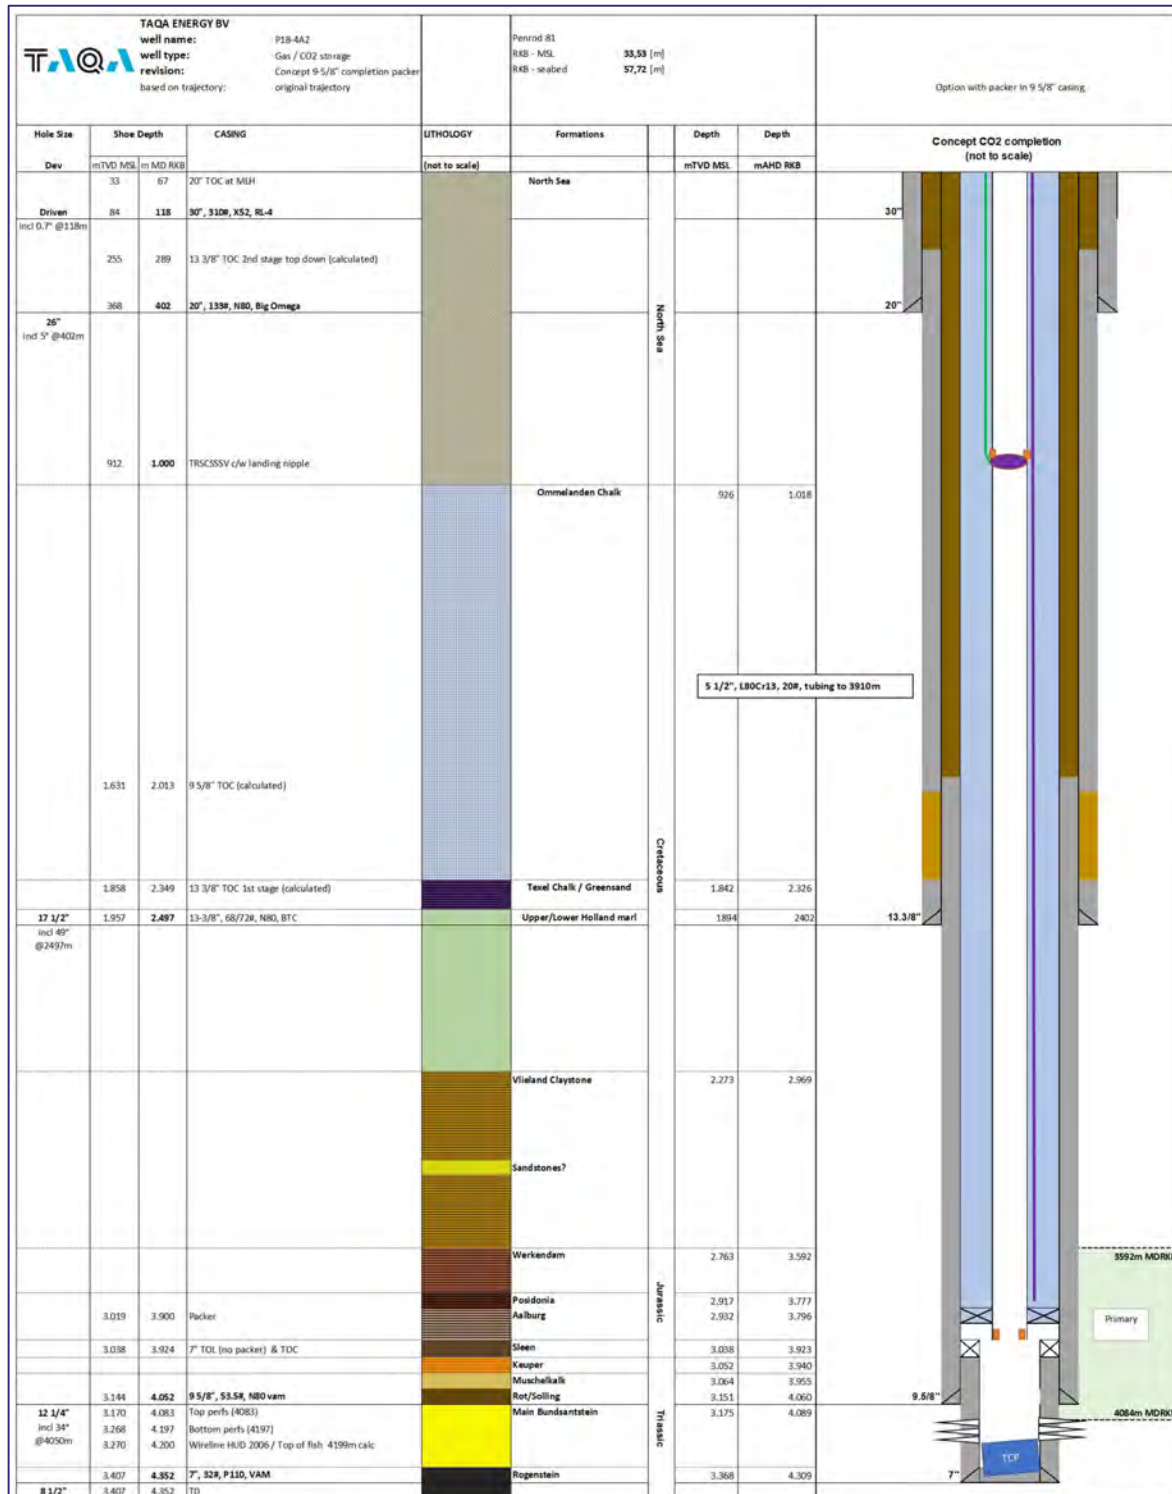 TAQA
TAQA ENERGY BV
well name: P18-4A2
well type: Gas / CO2 storage
revision: Concept 9-5/8" completion packer
based on trajectory: original trajectory
Penrod 81
RKB - MSL 33,53 [m]
RKB - seabed 57,72 [m]
Option with packer in 9 5/8" casing
Hole Size Shoe Depth CASING LITHOLOGY Formations Depth Depth
Concept CO2 completion
(not to scale)
Dev mTVD MSL m MD RKB (not to scale) mTVD MSL mAHD RKB
33 67 20" TOC at MLH North Sea
Driven 84 118 30", 310#, X52, RL-4 30"
incl 0.7° @118m
255 289 13 3/8" TOC 2nd stage top down (calculated)
368 402 20", 133#, N80, Big Omega 20"
26"
incl 5° @402m
North Sea
912 1.000 TRSCSSSV c/w landing nipple
Ommelanden Chalk 926 1.018
5 1/2", L80Cr13, 20#, tubing to 3910m
1.631 2.013 9 5/8" TOC (calculated)
Cretaceous
1.858 2.349 13 3/8" TOC 1st stage (calculated) Texel Chalk / Greensand 1.842 2.326
17 1/2" 1.957 2.497 13-3/8", 68/72#, N80, BTC Upper/Lower Holland marl 1894 2402 13.3/8"
incl 49°
@2497m
Vlieland Claystone 2.273 2.969
Sandstones?
Werkendam 2.763 3.592 3592m MDRKB
Jurassic
Posidonia 2.917 3.777
3.019 3.900 Packer Aalburg 2.932 3.796 Primary
3.038 3.924 7" TOL (no packer) & TOC Sleen 3.038 3.923
Keuper 3.052 3.940
Muschelkalk 3.064 3.955
3.144 4.052 9 5/8", 53.5#, N80 vam Rot/Solling 3.151 4.060 9.5/8"
12 1/4" 3.170 4.083 Top perfs (4083) Main Bundsantstein 3.175 4.089 4084m MDRKB
incl 34° 3.268 4.197 Bottom perfs (4197)
@4050m 3.270 4.200 Wireline HUD 2006 / Top of fish 4199m calc
Triassic
TCP
3.407 4.352 7", 32#, P110, VAM Rogenstein 3.368 4.309 7"
8 1/2" 3.407 4.352 TD